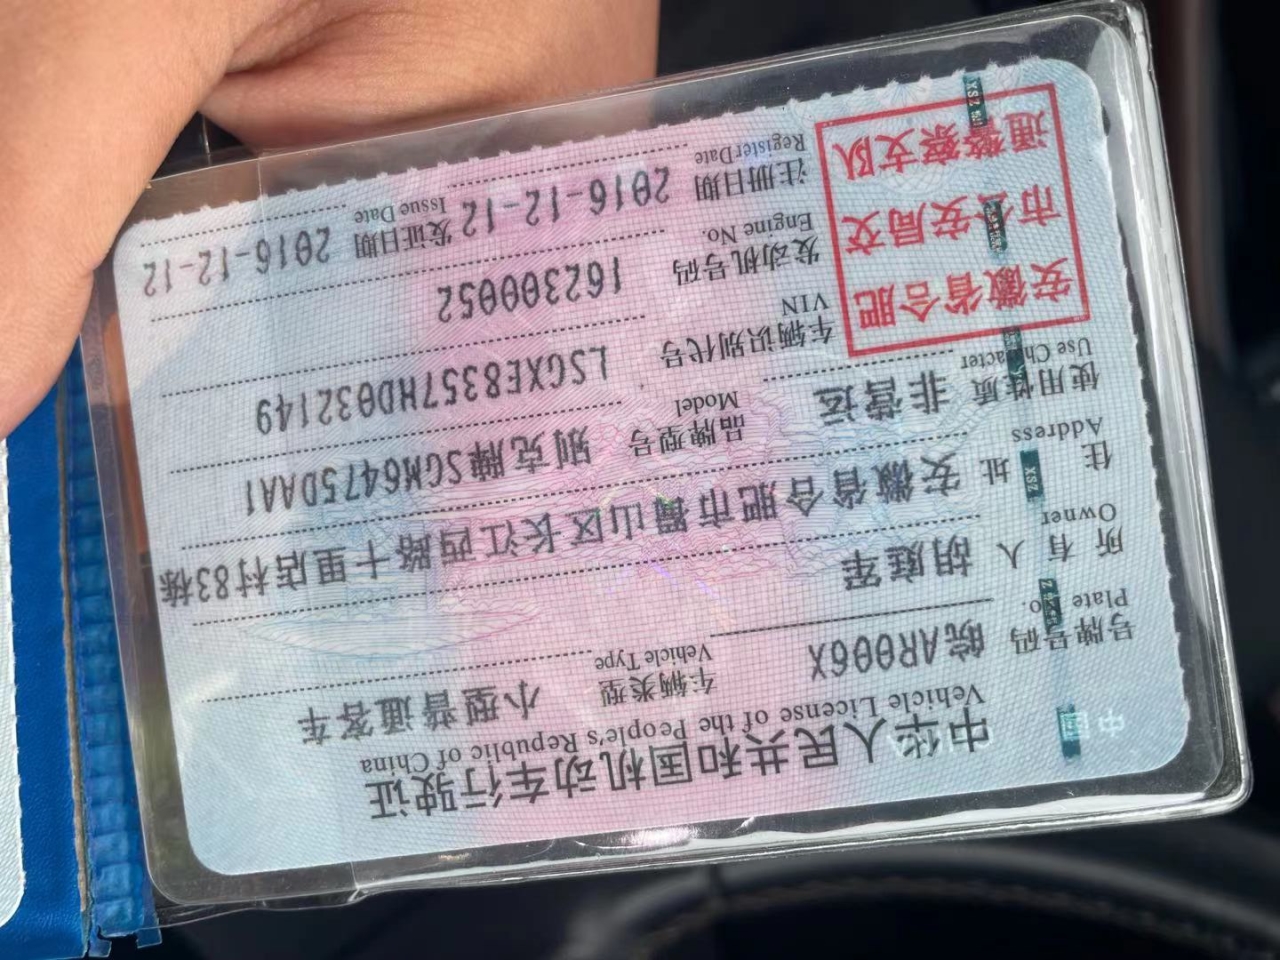 中华人民共和国机动车行驶证
Vehicle License of the People's Republic of China
号牌号码 皖AR006X 车辆类型 小型普通客车
Plate No. Vehicle Type
所有人 胡庭军
Owner
住址 安徽省合肥市蜀山区长江西路十里店村83栋
Address
使用性质 非营运 品牌型号 别克牌SGM6475DAA1
Use Character Model
安徽省合肥
市公安局交
通警察支队
车辆识别代号 LSGXE8357HD032149
VIN
发动机号码 162300052
Engine No.
注册日期 2016-12-12 发证日期 2016-12-12
Register Date Issue Date